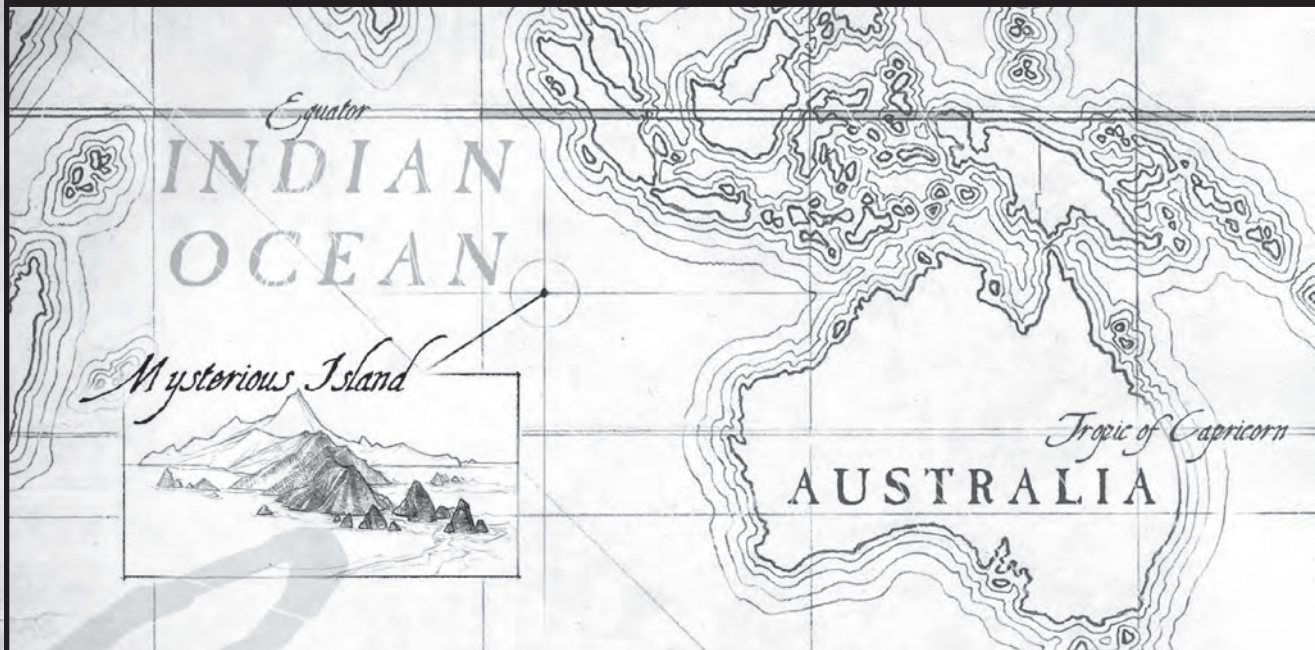 Equator
INDIAN
OCEAN
Mysterious Island
Tropic of Capricorn
AUSTRALIA